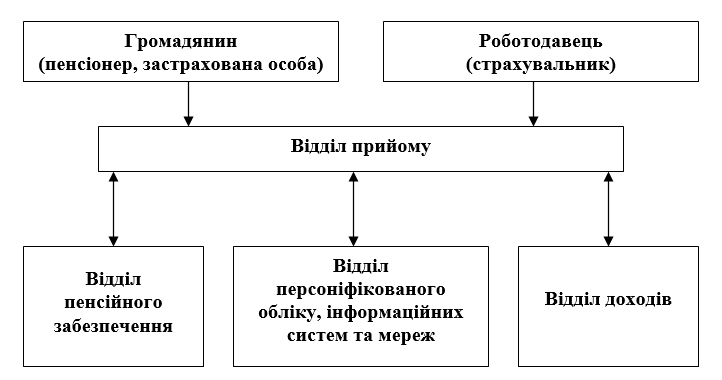 Громадянин
(пенсіонер, застрахована особа)
Роботодавець
(страхувальник)
Відділ прийому
Відділ
пенсійного
забезпечення
Відділ
персоніфікованого
обліку, інформаційних
систем та мереж
Відділ доходів